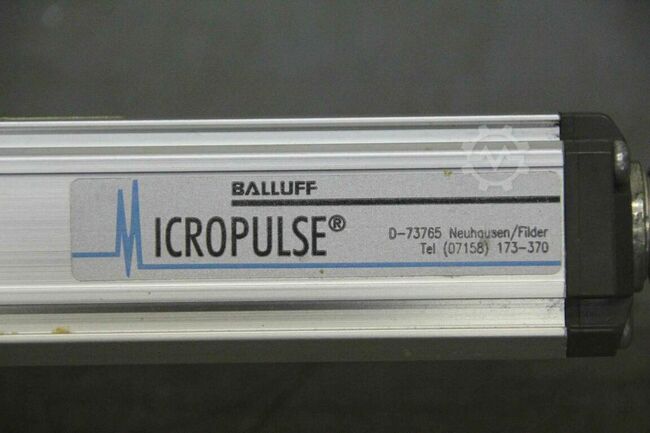 BALLUFF
MICROPULSE®
D-73765 Neuhausen/Filder
Tel (07158) 173-370